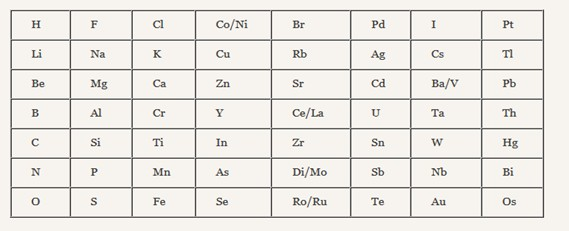 H F Cl Co/Ni Br Pd I Pt
Li Na K Cu Rb Ag Cs Tl
Be Mg Ca Zn Sr Cd Ba/V Pb
B Al Cr Y Ce/La U Ta Th
C Si Ti In Zr Sn W Hg
N P Mn As Di/Mo Sb Nb Bi
O S Fe Se Ro/Ru Te Au Os